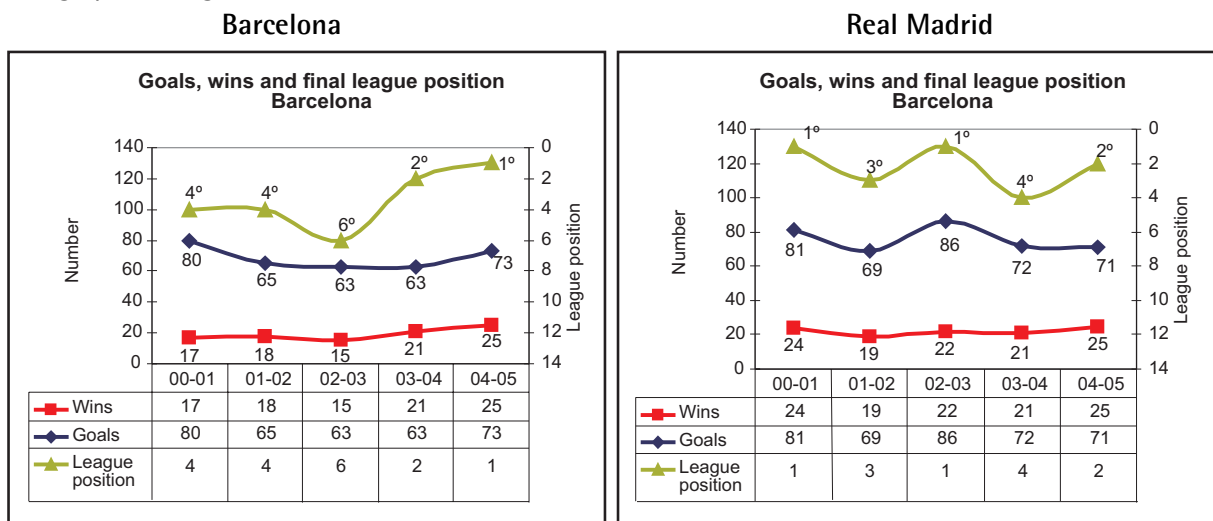 Barcelona
Goals, wins and final league position
Barcelona
Number
League position
140
120
100
80
60
40
20
0
0
2
4
6
8
10
12
14
4º
4º
6º
2º
1º
80
65
63
63
73
17
18
15
21
25
00-01 01-02 02-03 03-04 04-05
Wins 17 18 15 21 25
Goals 80 65 63 63 73
League
position 4 4 6 2 1
Real Madrid
Goals, wins and final league position
Barcelona
Number
League position
140
120
100
80
60
40
20
0
0
2
4
6
8
10
12
14
1º
3º
1º
4º
2º
81
69
86
72
71
24
19
22
21
25
00-01 01-02 02-03 03-04 04-05
Wins 24 19 22 21 25
Goals 81 69 86 72 71
League
position 1 3 1 4 2